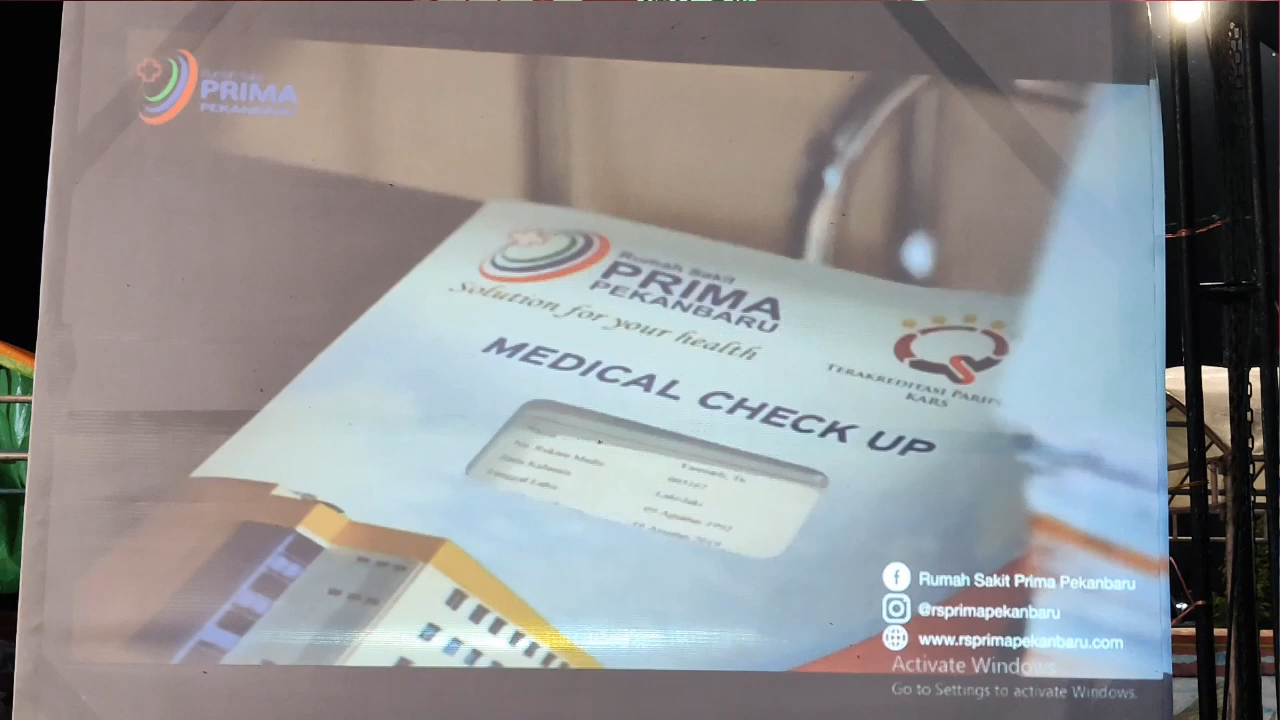 PRIMA
PEKANBARU
Rumah Sakit
PRIMA
PEKANBARU
Solution for your health
TERAKREDITASI
KARS
MEDICAL CHECK UP
Rumah Sakit Prima Pekanbaru
@rsprimapekanbaru
www.rsprimapekanbaru.com
Activate Windows
Go to Settings to activate Windows.